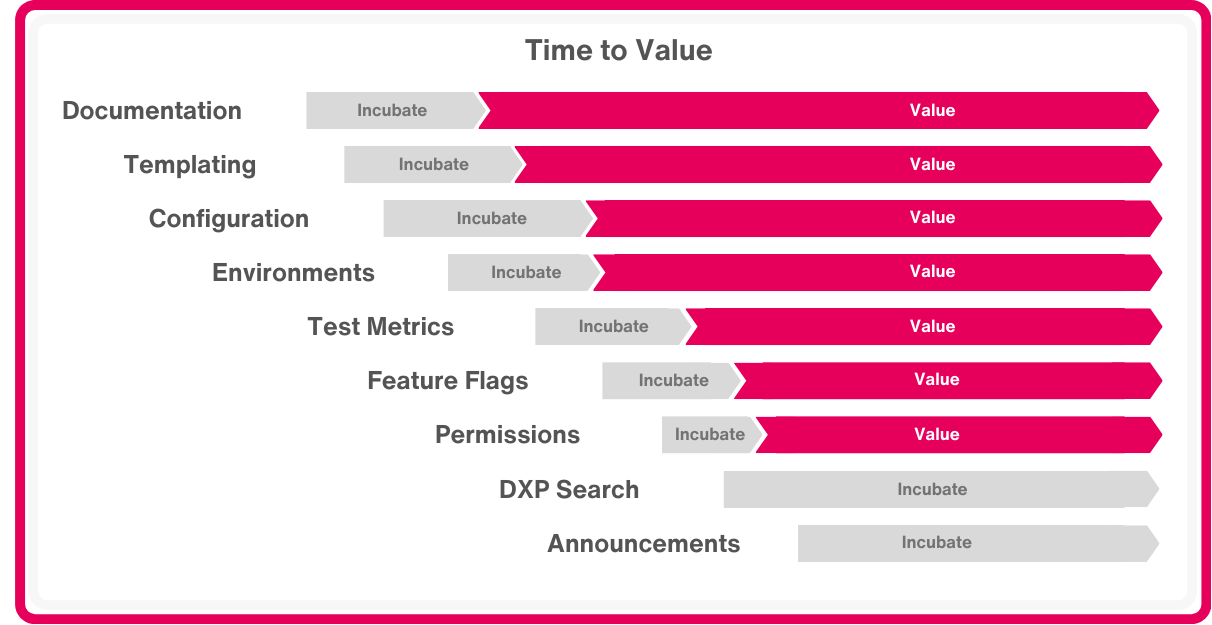 Time to Value
Documentation Incubate Value
Templating Incubate Value
Configuration Incubate Value
Environments Incubate Value
Test Metrics Incubate Value
Feature Flags Incubate Value
Permissions Incubate Value
DXP Search Incubate
Announcements Incubate